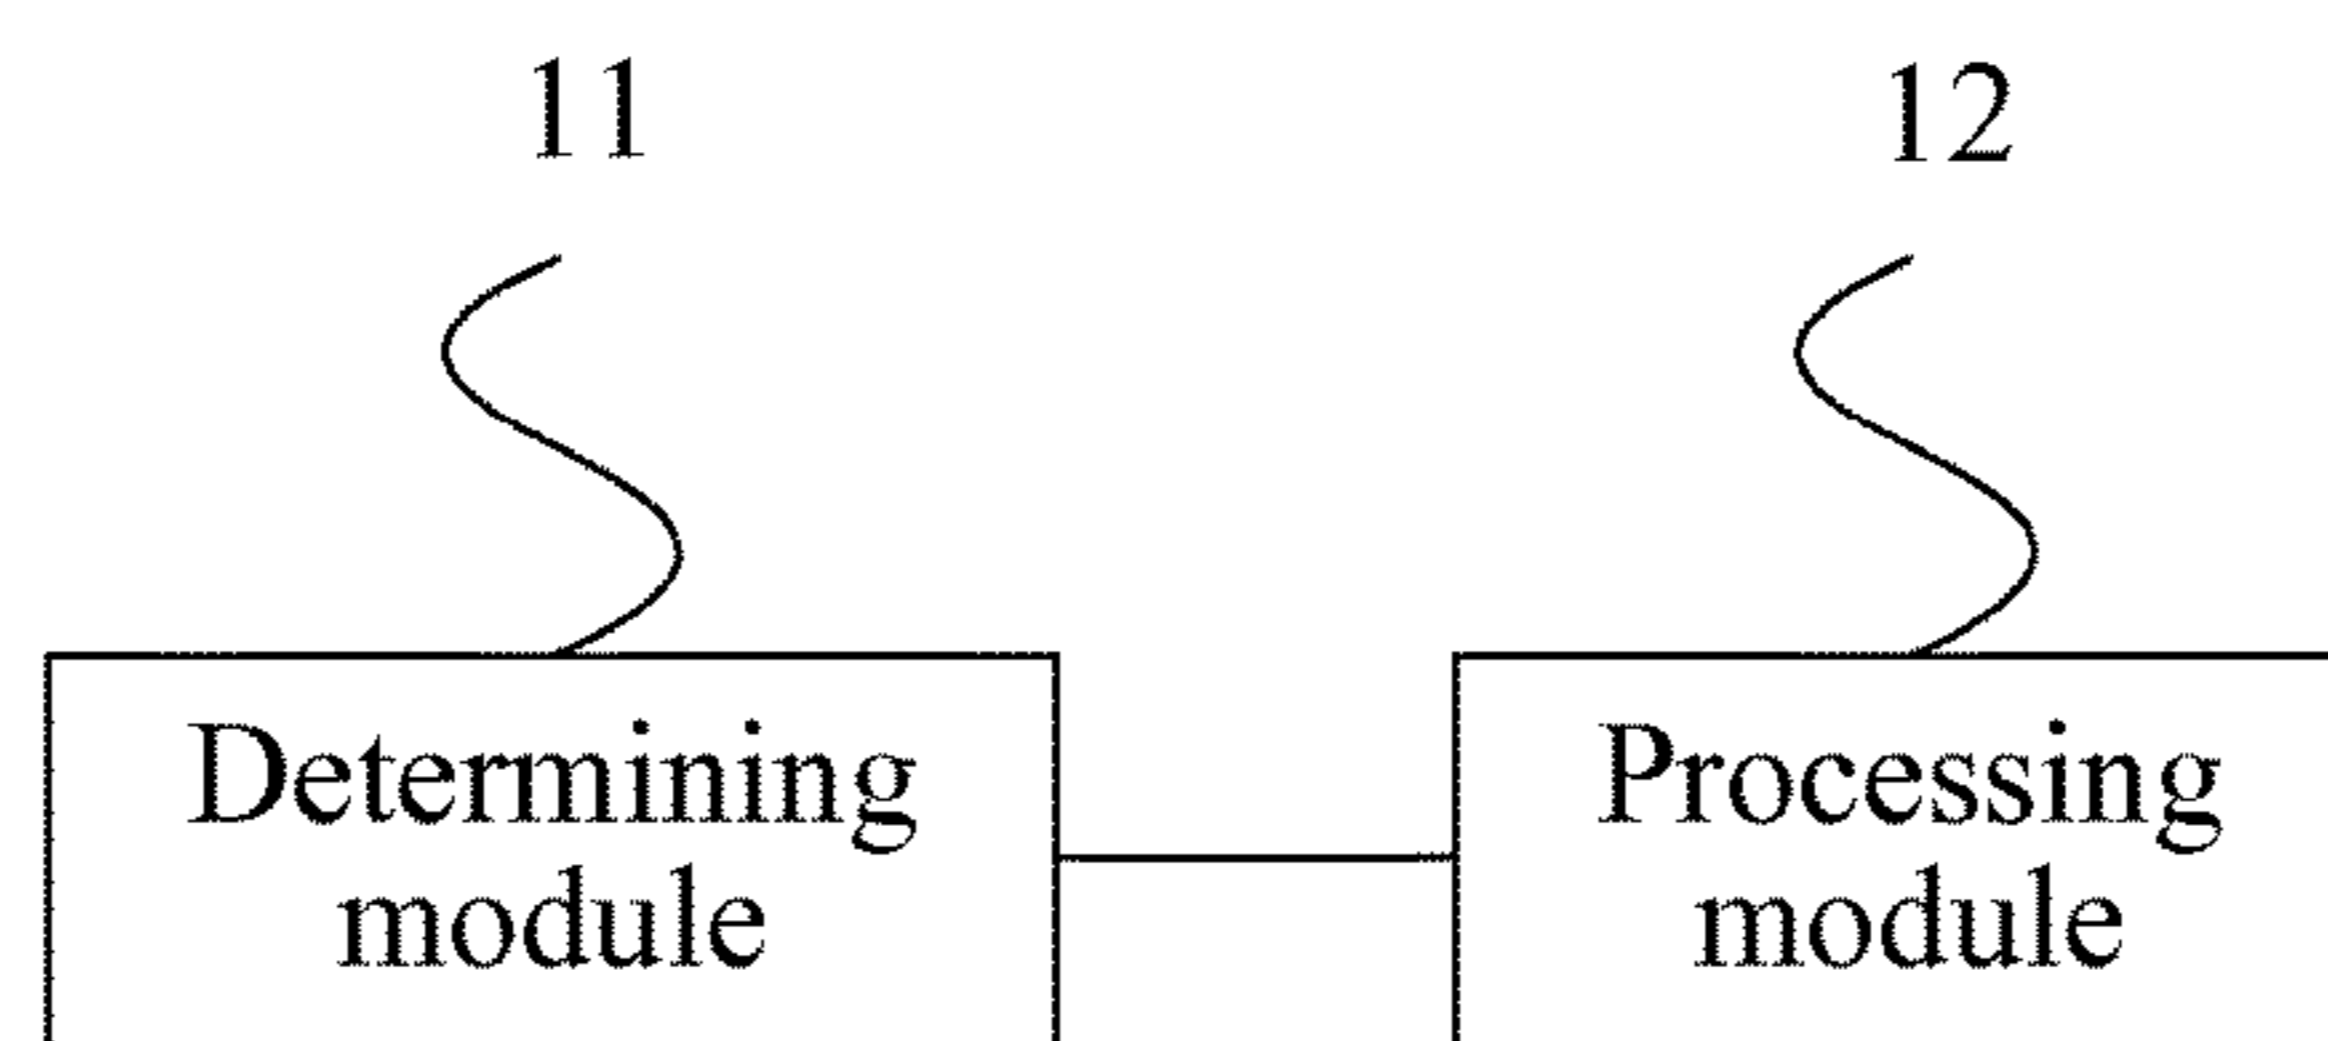 11
12
Determining
module
Processing
module